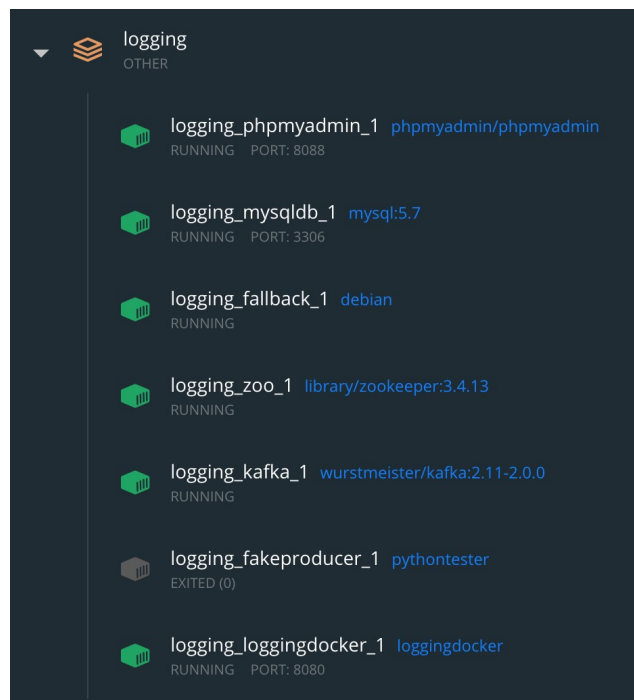 logging
OTHER
logging_phpmyadmin_1 phpmyadmin/phpmyadmin
RUNNING PORT: 8088
logging_mysqldb_1 mysql:5.7
RUNNING PORT: 3306
logging_fallback_1 debian
RUNNING
logging_zoo_1 library/zookeeper:3.4.13
RUNNING
logging_kafka_1 wurstmeister/kafka:2.11-2.0.0
RUNNING
logging_fakeproducer_1 pythontester
EXITED (0)
logging_loggingdocker_1 loggingdocker
RUNNING PORT: 8080